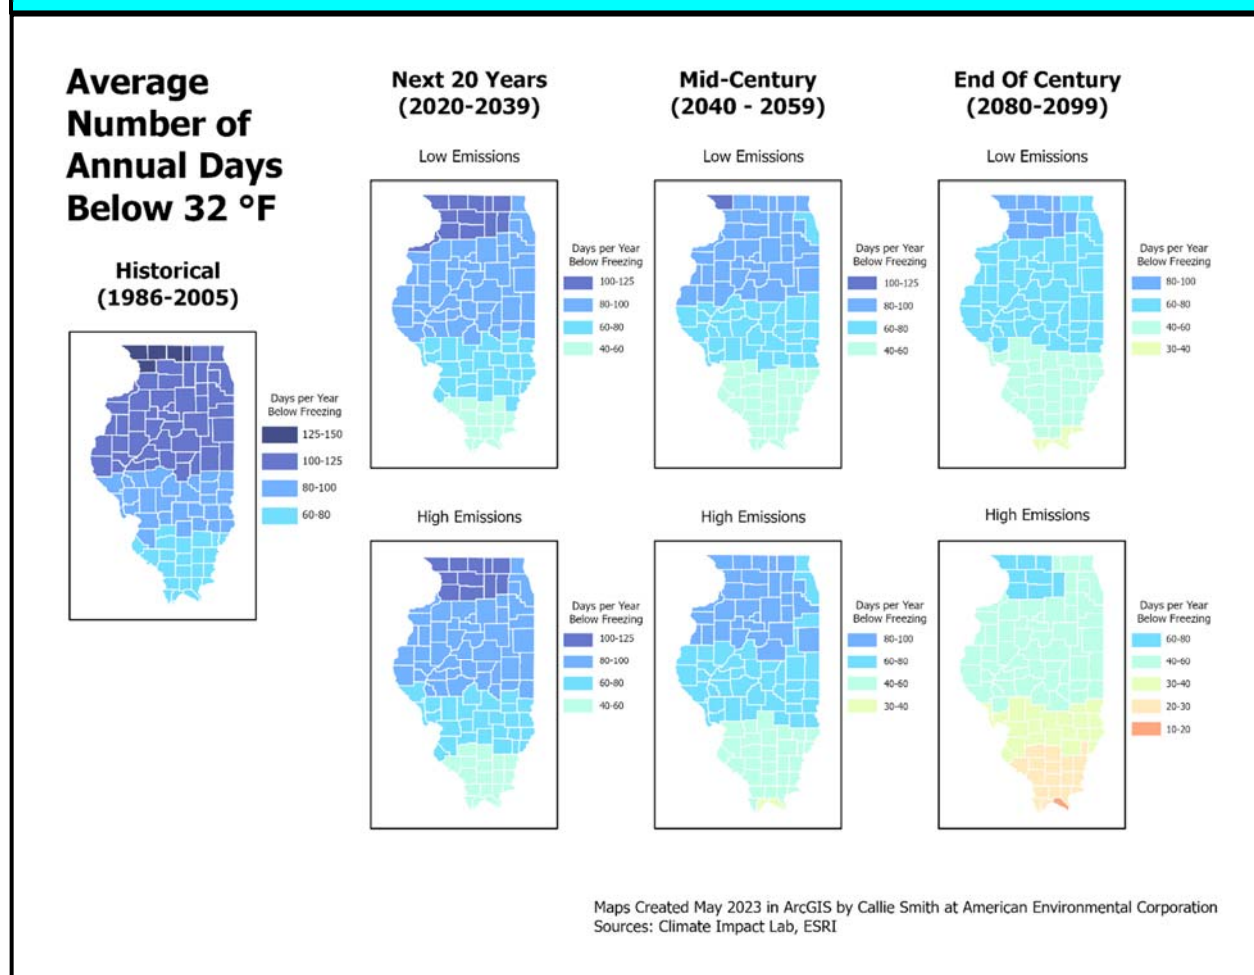 Average
Number of
Annual Days
Below 32 °F
Historical
(1986-2005)
Days per Year
Below Freezing
125-150
100-125
80-100
60-80
Next 20 Years
(2020-2039)
Low Emissions
Days per Year
Below Freezing
100-125
80-100
60-80
40-60
High Emissions
Days per Year
Below Freezing
100-125
80-100
60-80
40-60
Mid-Century
(2040 - 2059)
Low Emissions
Days per Year
Below Freezing
100-125
80-100
60-80
40-60
High Emissions
Days per Year
Below Freezing
80-100
60-80
40-60
30-40
End Of Century
(2080-2099)
Low Emissions
Days per Year
Below Freezing
80-100
60-80
40-60
30-40
High Emissions
Days per Year
Below Freezing
60-80
40-60
30-40
20-30
10-20
Maps Created May 2023 in ArcGIS by Callie Smith at American Environmental Corporation
Sources: Climate Impact Lab, ESRI